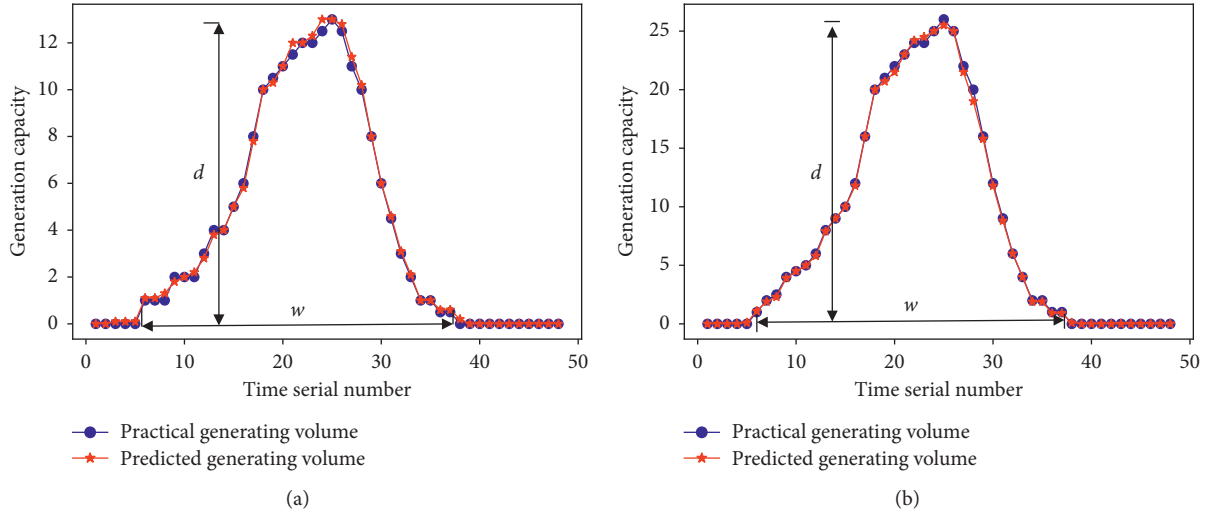 12
10
8
6
4
2
0
Generation capacity
d
w
0 10 20 30 40 50
Time serial number
Practical generating volume
Predicted generating volume
(a)
25
20
15
10
5
0
Generation capacity
d
w
0 10 20 30 40 50
Time serial number
Practical generating volume
Predicted generating volume
(b)